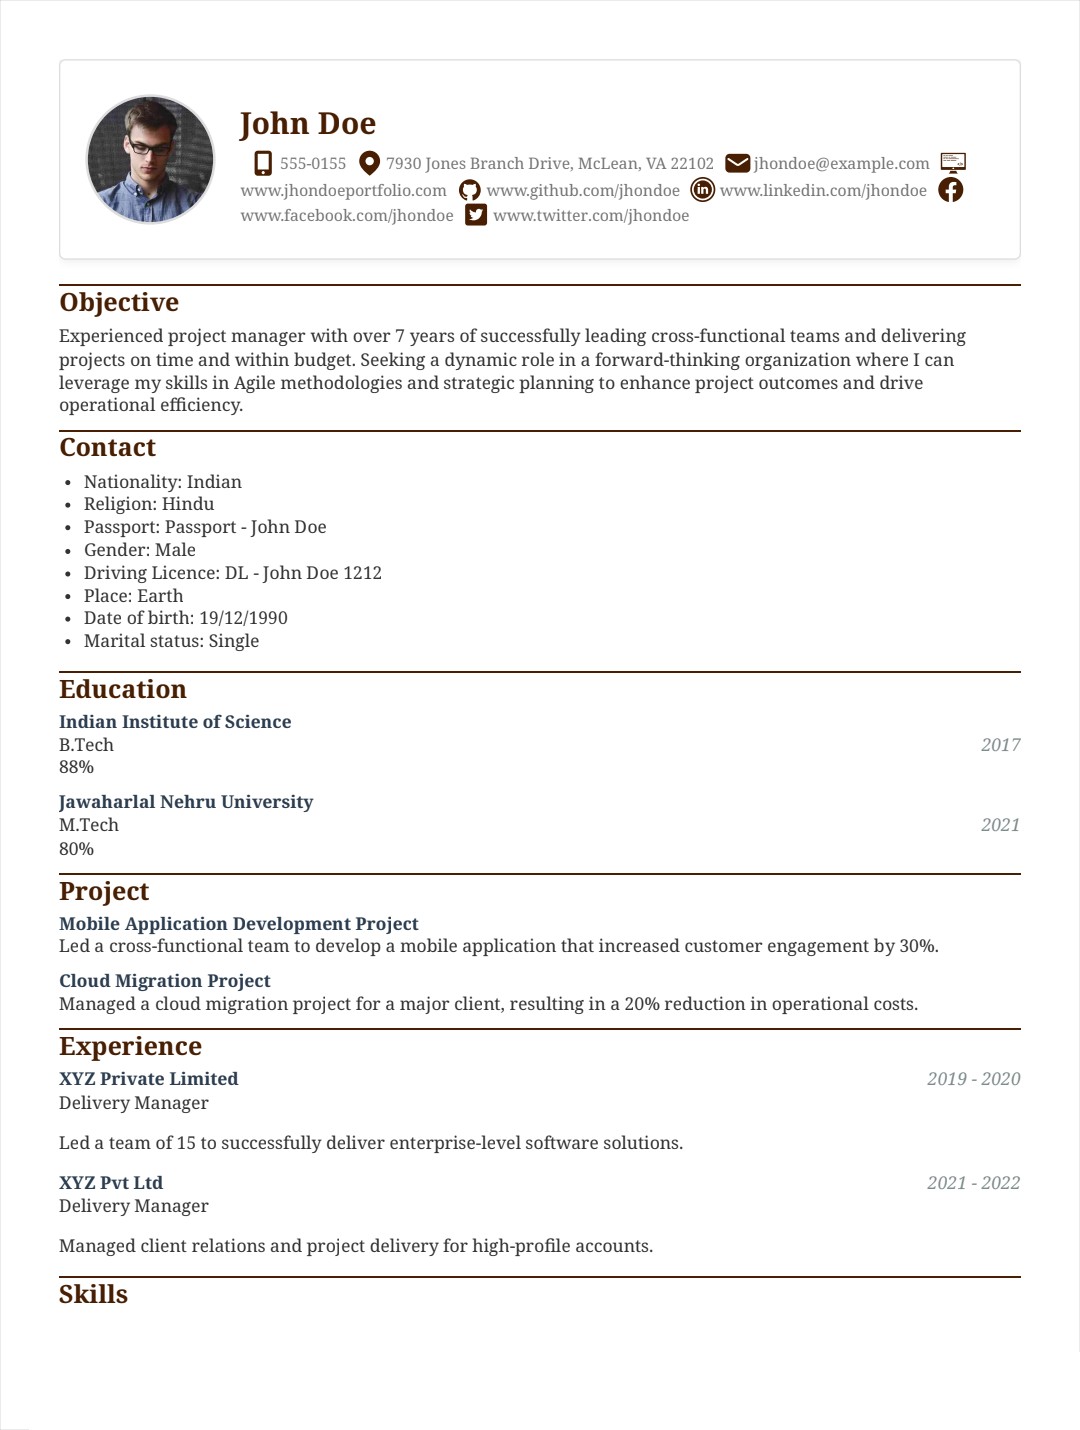 John Doe
555-0155 7930 Jones Branch Drive, McLean, VA 22102 jhondoe@example.com
www.jhondoeportfolio.com www.github.com/jhondoe www.linkedin.com/jhondoe
www.facebook.com/jhondoe www.twitter.com/jhondoe
Objective
Experienced project manager with over 7 years of successfully leading cross-functional teams and delivering
projects on time and within budget. Seeking a dynamic role in a forward-thinking organization where I can
leverage my skills in Agile methodologies and strategic planning to enhance project outcomes and drive
operational efficiency.
Contact
• Nationality: Indian
• Religion: Hindu
• Passport: Passport - John Doe
• Gender: Male
• Driving Licence: DL - John Doe 1212
• Place: Earth
• Date of birth: 19/12/1990
• Marital status: Single
Education
Indian Institute of Science
B.Tech 2017
88%
Jawaharlal Nehru University
M.Tech 2021
80%
Project
Mobile Application Development Project
Led a cross-functional team to develop a mobile application that increased customer engagement by 30%.
Cloud Migration Project
Managed a cloud migration project for a major client, resulting in a 20% reduction in operational costs.
Experience
XYZ Private Limited 2019 - 2020
Delivery Manager
Led a team of 15 to successfully deliver enterprise-level software solutions.
XYZ Pvt Ltd 2021 - 2022
Delivery Manager
Managed client relations and project delivery for high-profile accounts.
Skills